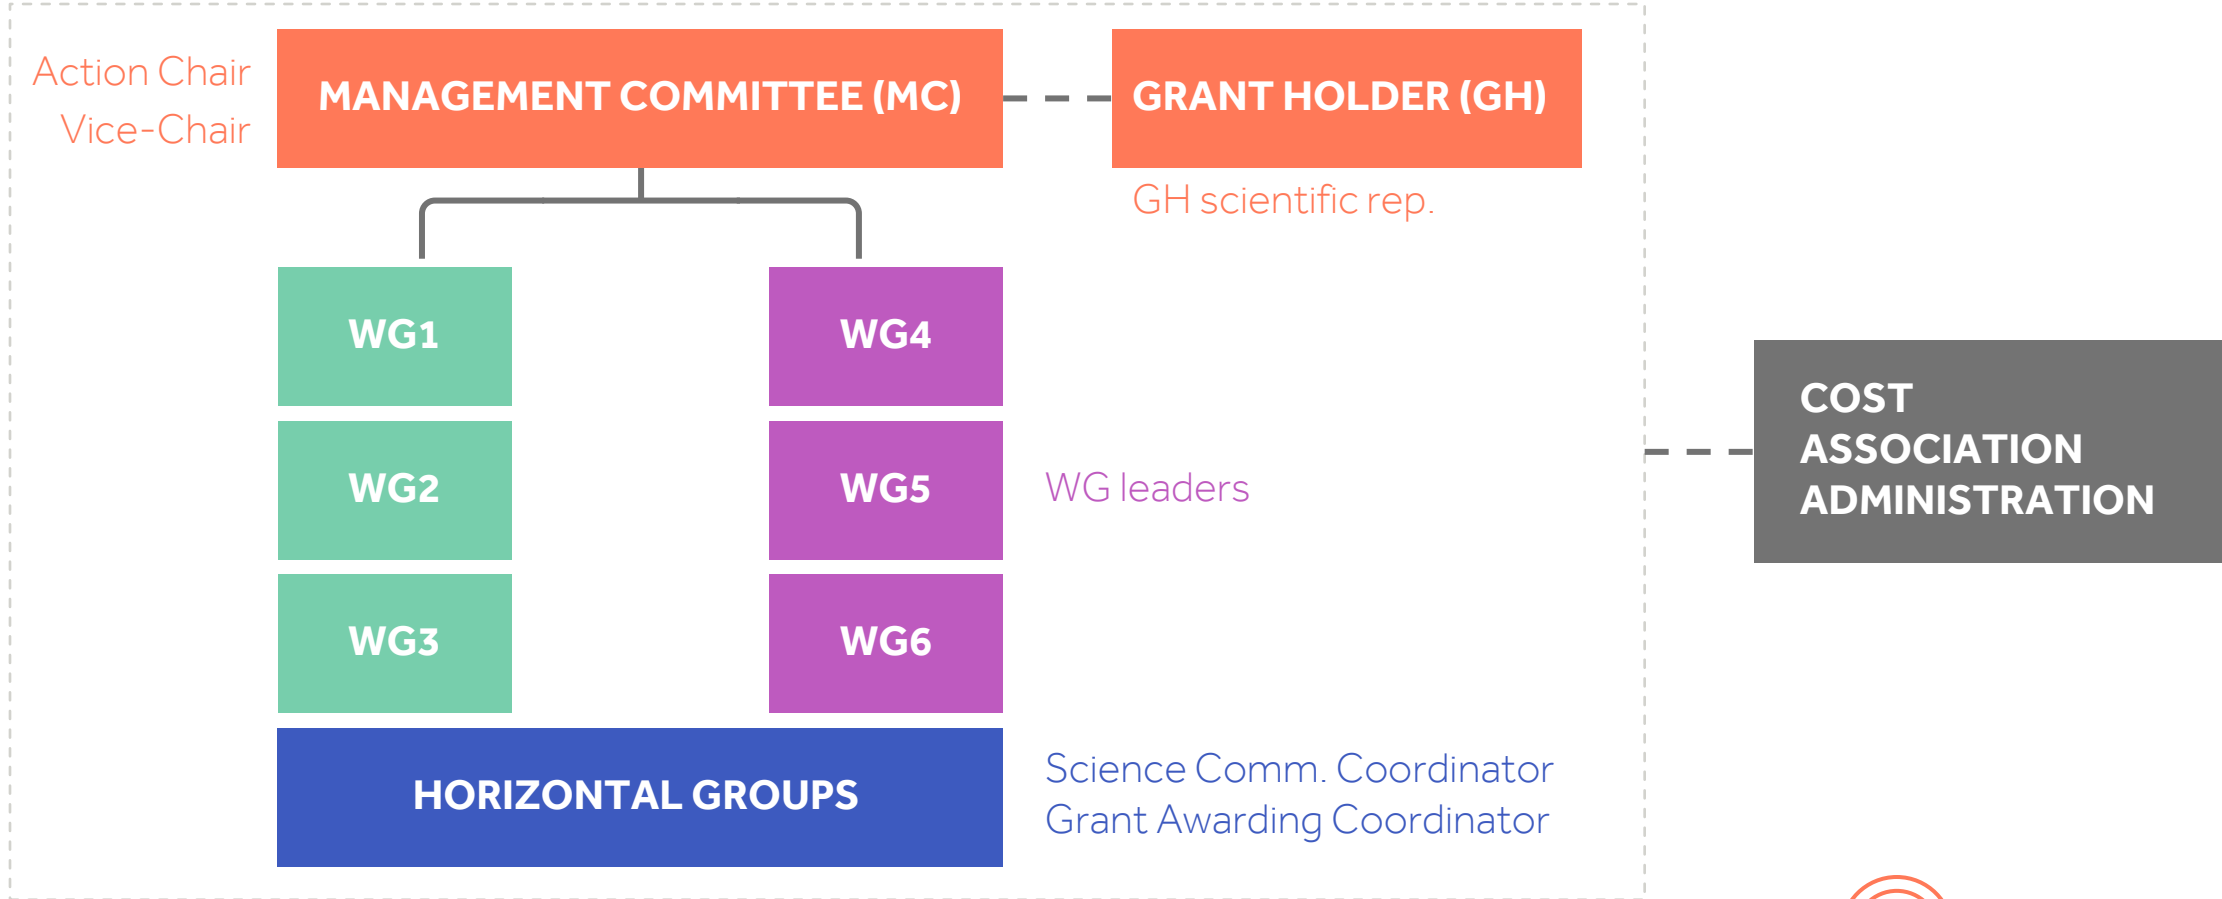 Action Chair
Vice-Chair
MANAGEMENT COMMITTEE (MC)
GRANT HOLDER (GH)
GH scientific rep.
WG1
WG4
WG2
WG5
WG leaders
WG3
WG6
HORIZONTAL GROUPS
Science Comm. Coordinator
Grant Awarding Coordinator
COST
ASSOCIATION
ADMINISTRATION